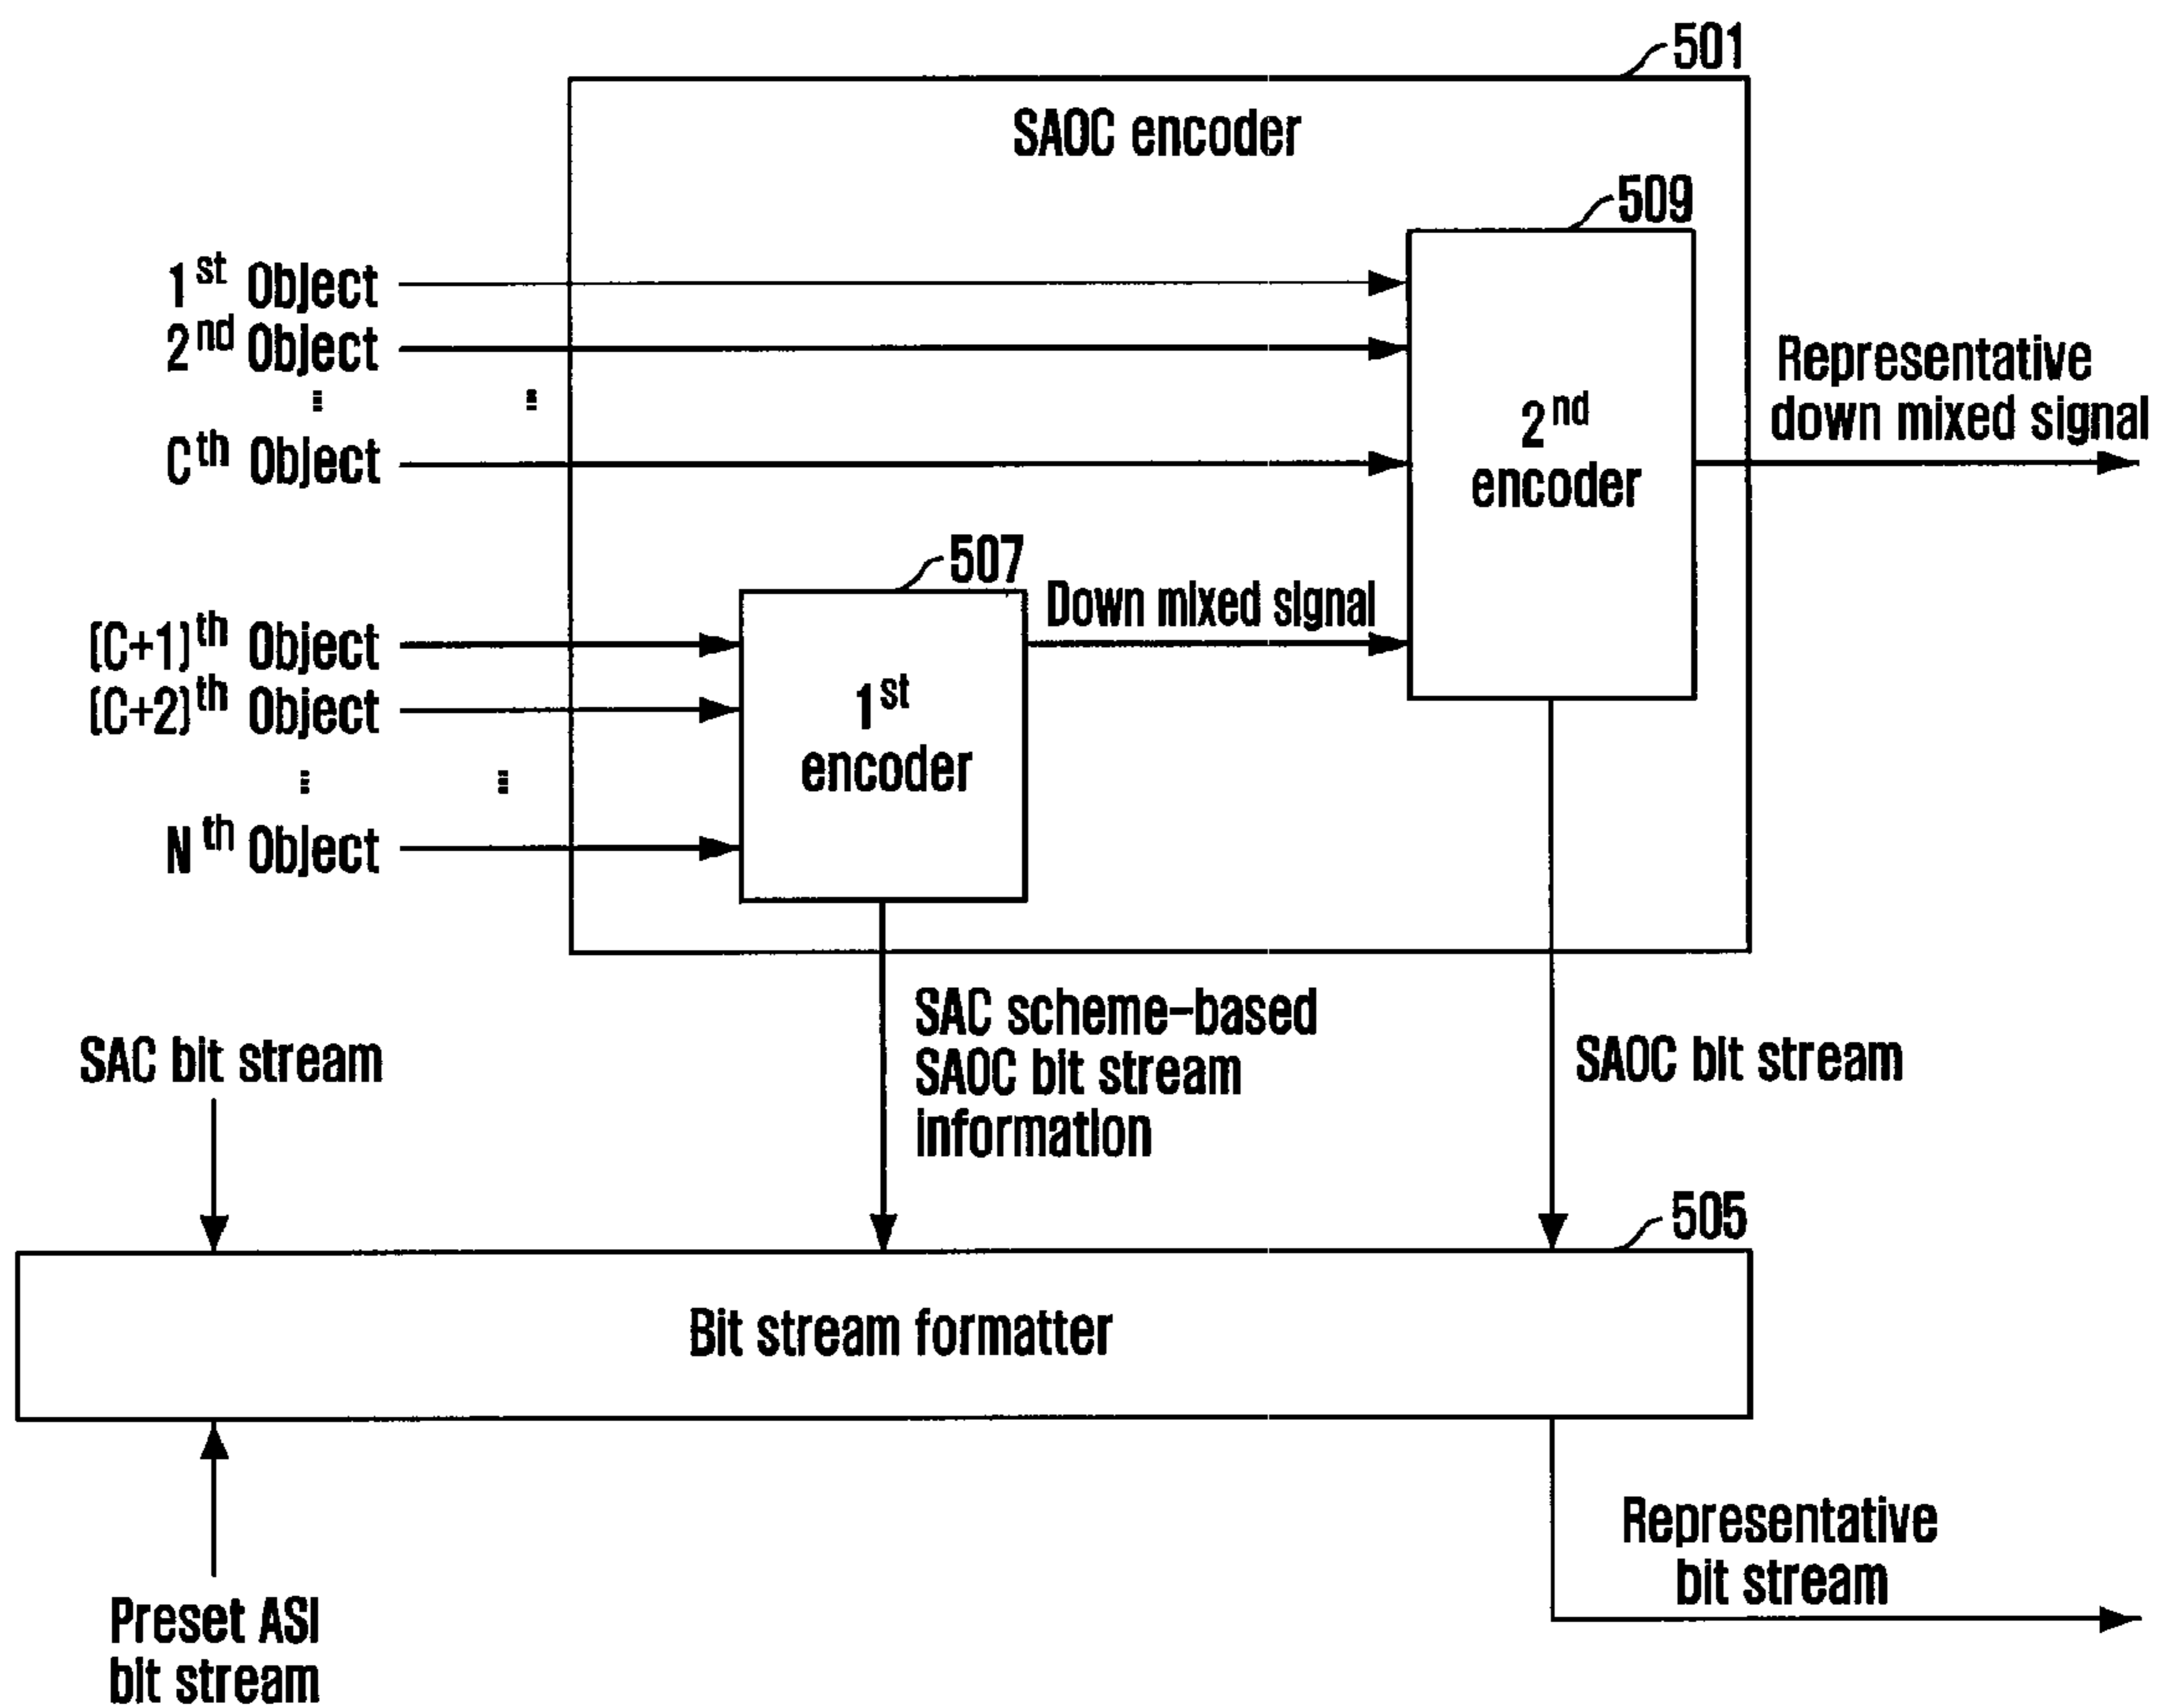 501
SAOC encoder
509
1st Object
2nd Object
...
...
Cth Object
2nd
encoder
Representative
down mixed signal
507
Down mixed signal
(C+1)th Object
(C+2)th Object
...
...
Nth Object
1st
encoder
SAC bit stream
SAC scheme-based
SAOC bit stream
information
SAOC bit stream
505
Bit stream formatter
Representative
bit stream
Preset ASI
bit stream